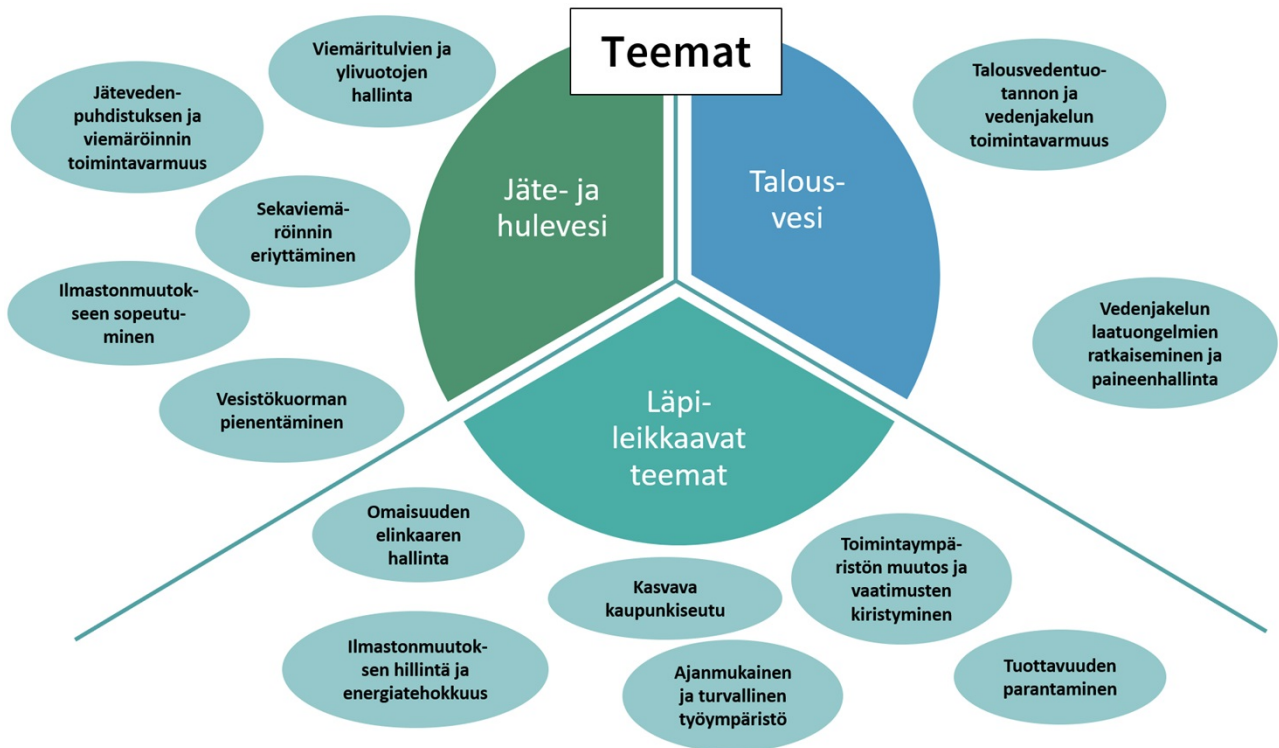 Teemat
Viemäritulvien ja
ylivuotojen
hallinta
Jäteveden-
puhdistuksen ja
viemäröinnin
toimintavarmuus
Sekaviemä-
röinnin
eriyttäminen
Ilmastonmuutok-
seen sopeutu-
minen
Vesistökuorman
pienentäminen
Jäte- ja
hulevesi
Talous-
vesi
Talousvedentuo-
tannon ja
vedenjakelun
toimintavarmuus
Vedenjakelun
laatuongelmien
ratkaiseminen ja
paineenhallinta
Läpi-
leikkaavat
teemat
Omaisuuden
elinkaaren
hallinta
Ilmastonmuutok-
sen hillintä ja
energiatehokkuus
Kasvava
kaupunkiseutu
Ajanmukainen
ja turvallinen
työympäristö
Toimintaympä-
ristön muutos ja
vaatimusten
kiristyminen
Tuottavuuden
parantaminen